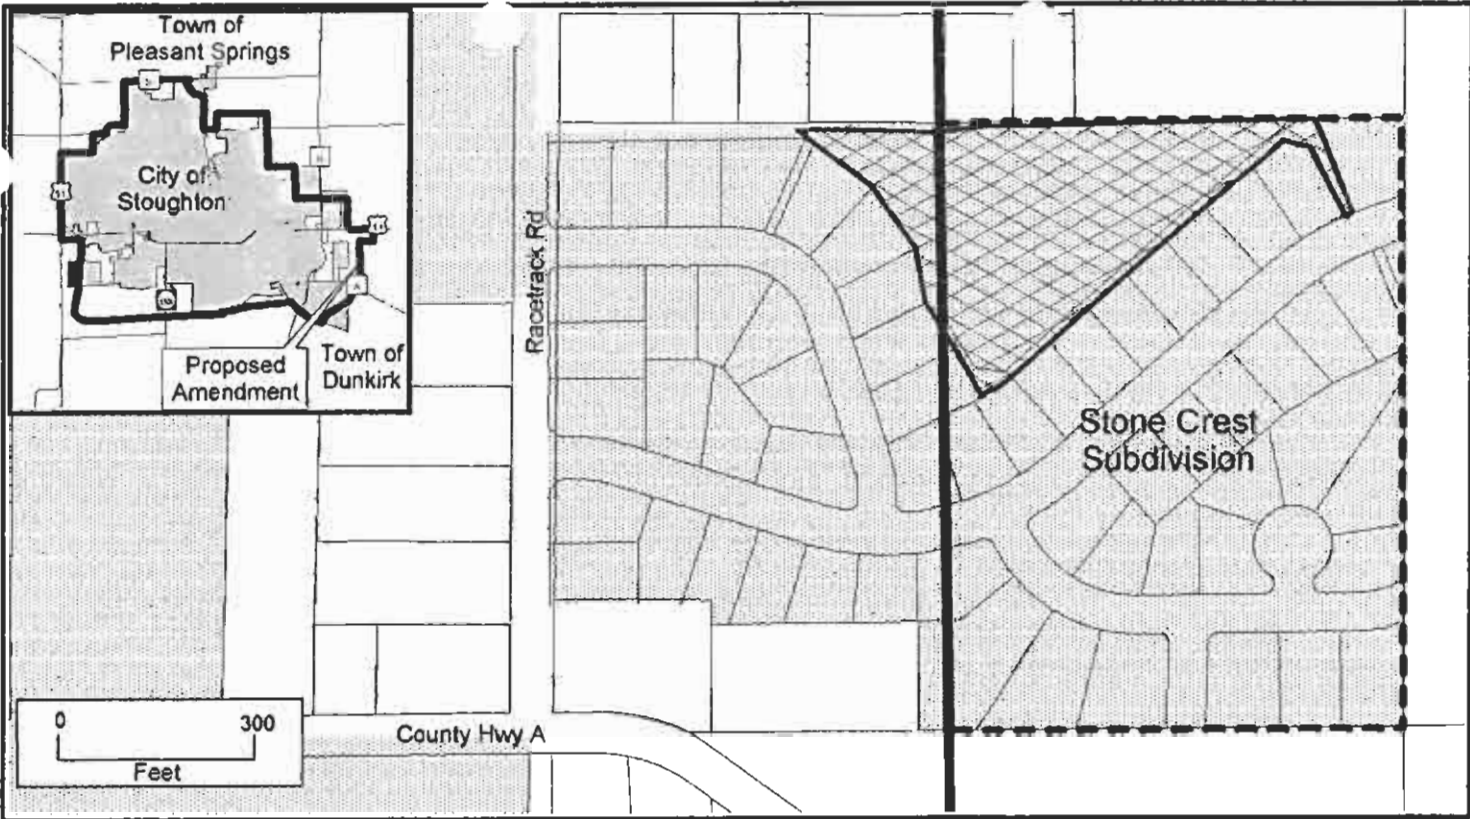 Town of
Pleasant Springs
City of
Stoughton
51
Proposed
Amendment
Town of
Dunkirk
A
Racetrack Rd
Stone Crest
Subdivision
0 300
Feet
County Hwy A